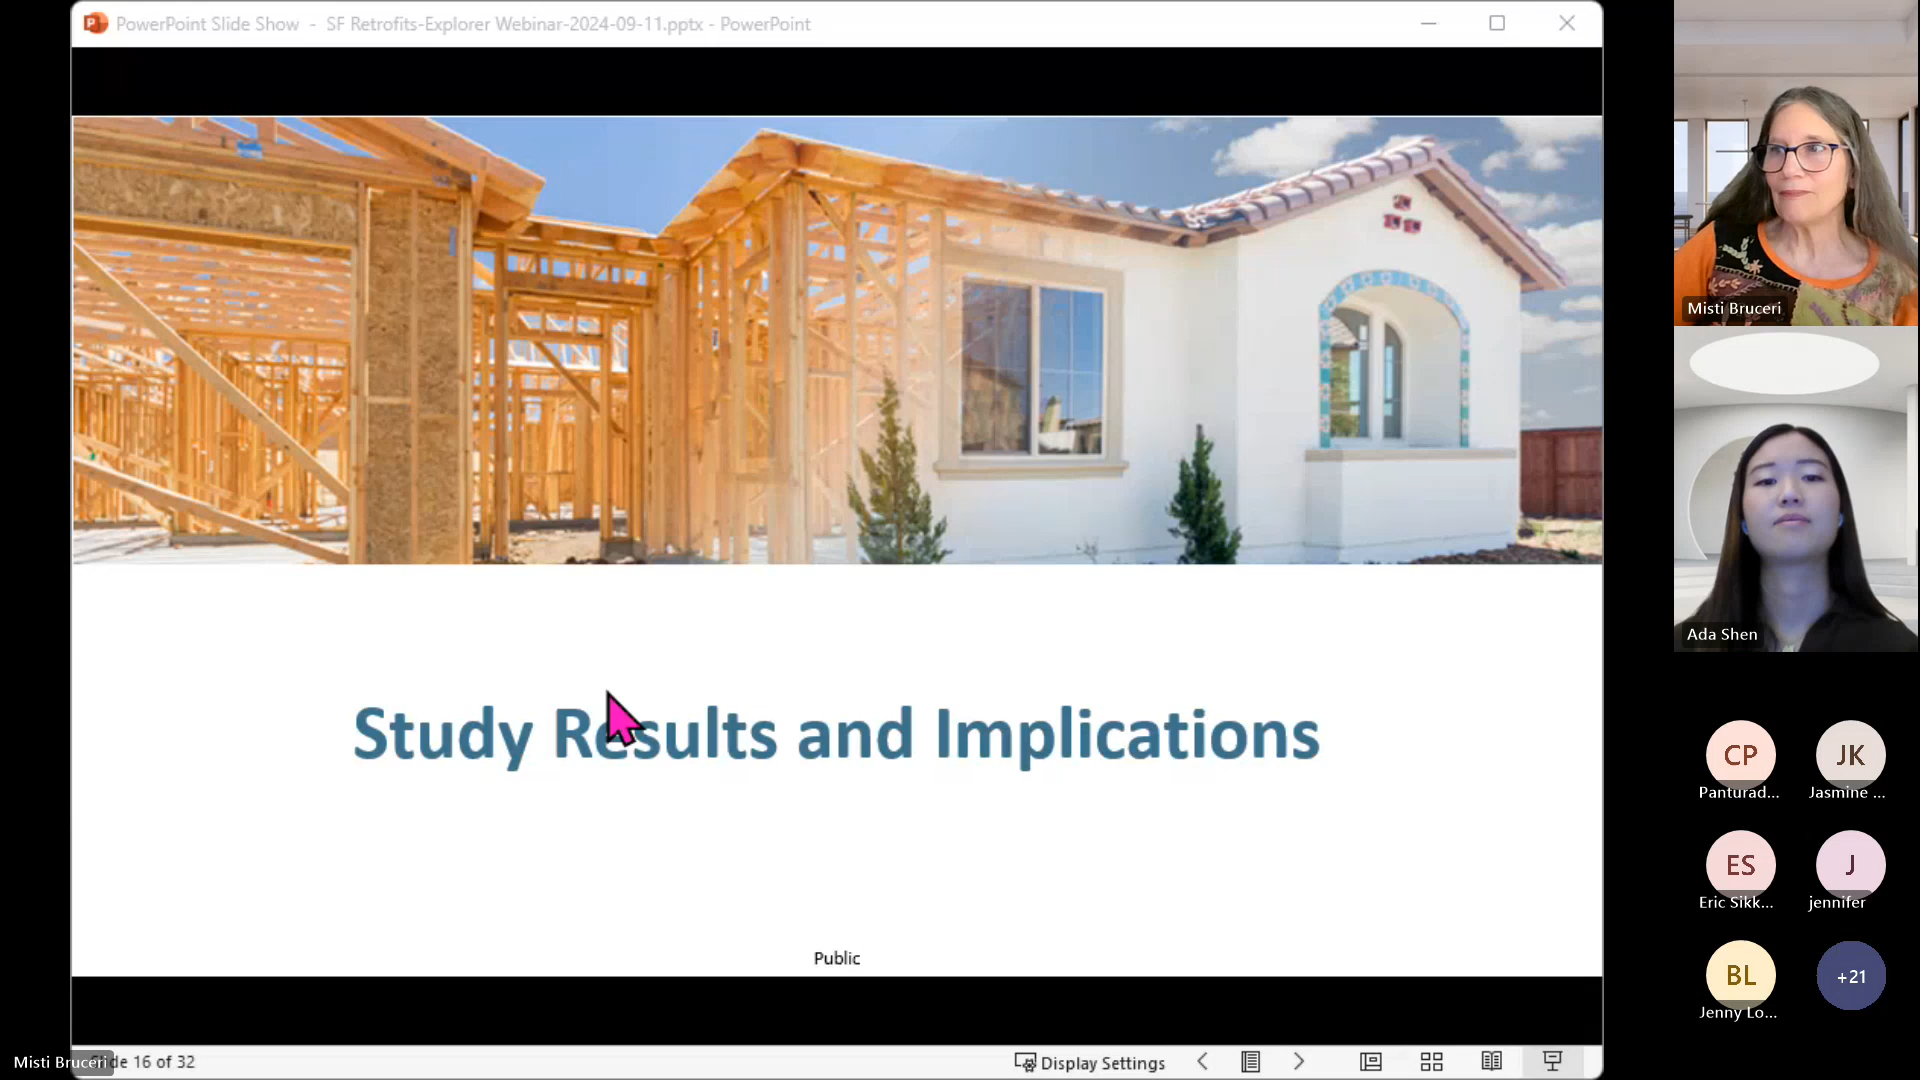 PowerPoint Slide Show - SF Retrofits-Explorer Webinar-2024-09-11.pptx - PowerPoint
Study Results and Implications
Public
Misti Bruceri
Slide 16 of 32
Display Settings
Misti Bruceri
Ada Shen
CP
JK
Panturad...
Jasmine ...
ES
J
Eric Sikk...
jennifer
BL
+21
Jenny Lo...